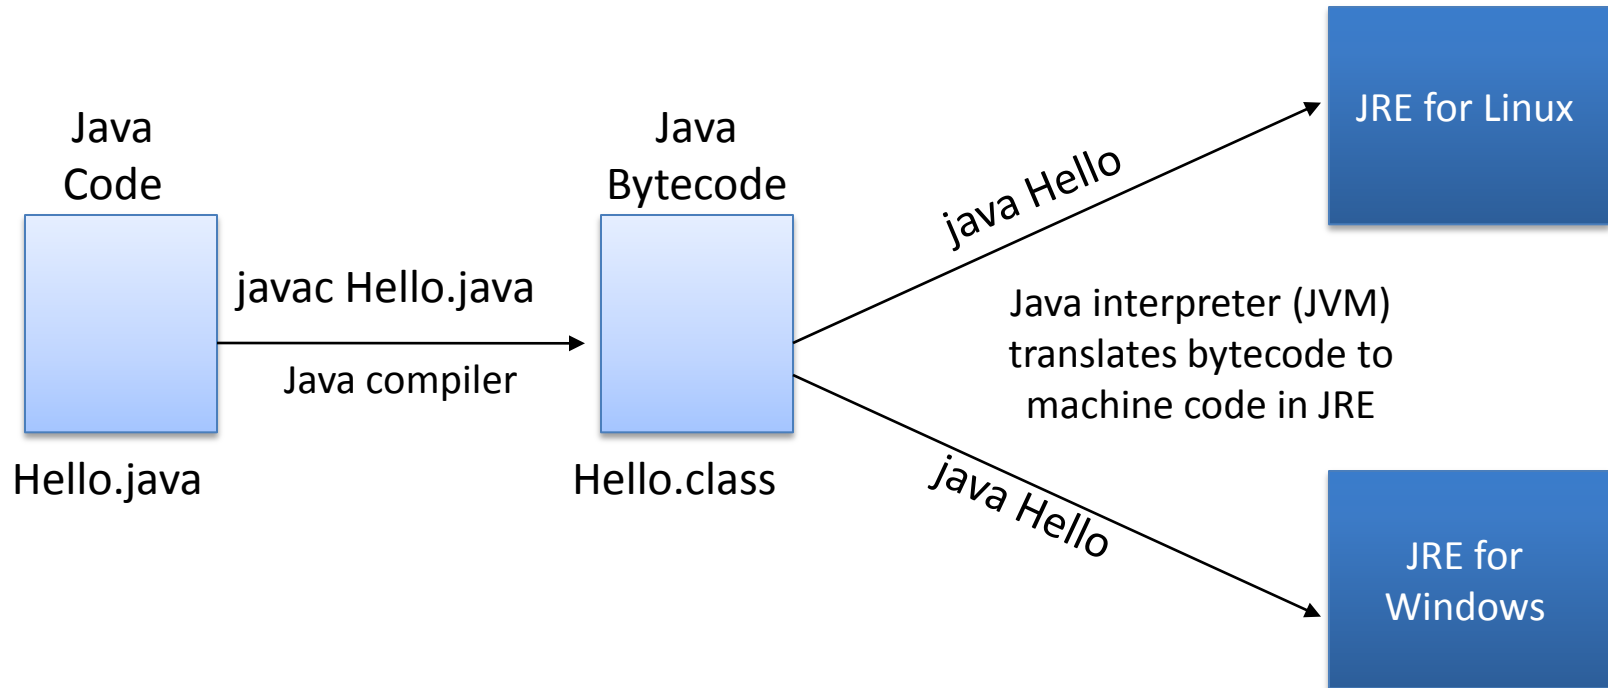 Java
Code
Hello.java
javac Hello.java
Java compiler
Java
Bytecode
Hello.class
java Hello
Java interpreter (JVM)
translates bytecode to
machine code in JRE
java Hello
JRE for Linux
JRE for
Windows